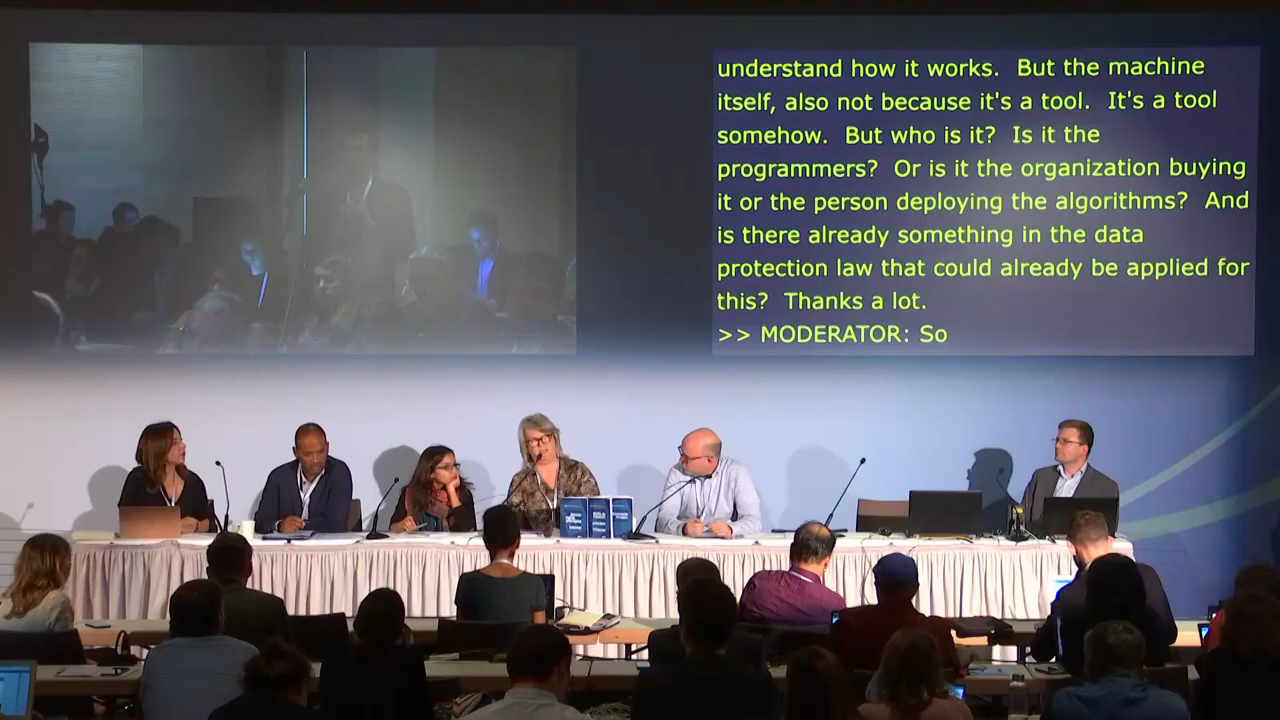 understand how it works.  But the machine
itself, also not because it's a tool.  It's a tool
somehow.  But who is it?  Is it the
programmers?  Or is it the organization buying
it or the person deploying the algorithms?  And
is there already something in the data
protection law that could already be applied for
this?  Thanks a lot.
>> MODERATOR: So